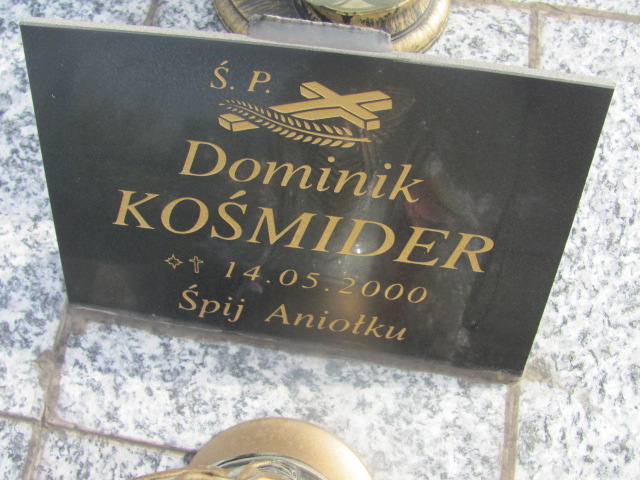 Ś. P.
Dominik
KOŚMIDER
✡✝ 14.05.2000
Śpij Aniołku